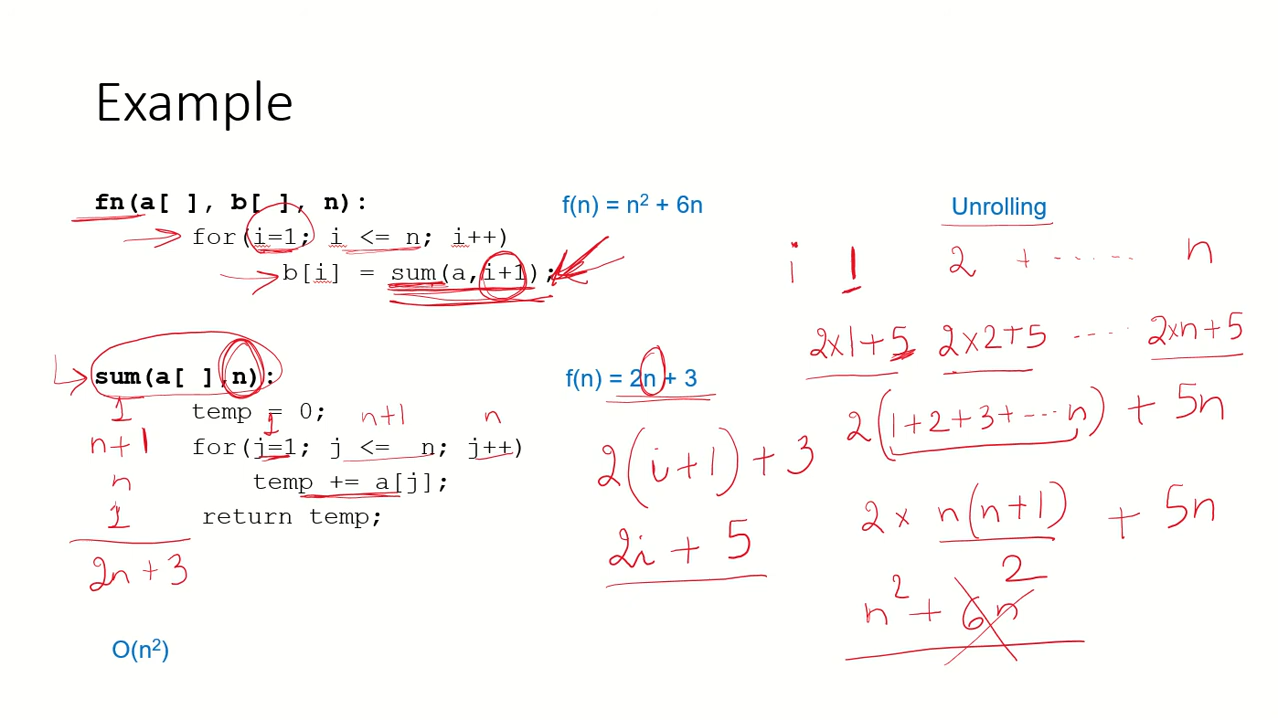 Example
fn(a[ ], b[ ], n):
for(i=1; i <= n; i++)
b[i] = sum(a,i+1);
f(n) = n² + 6n
sum(a[ ],n):
1 temp = 0;
n+1 for(j=1; j <= n; j++)
1 n+1 n
n temp += a[j];
1 return temp;
2n + 3
O(n²)
f(n) = 2n + 3
2(i+1) + 3
2i + 5
Unrolling
i 1 2 + ...... n
2x1+5 2x2+5 ..... 2xn+5
2(1+2+3+...n) + 5n
2 x n(n+1) + 5n
2
n² + 6n